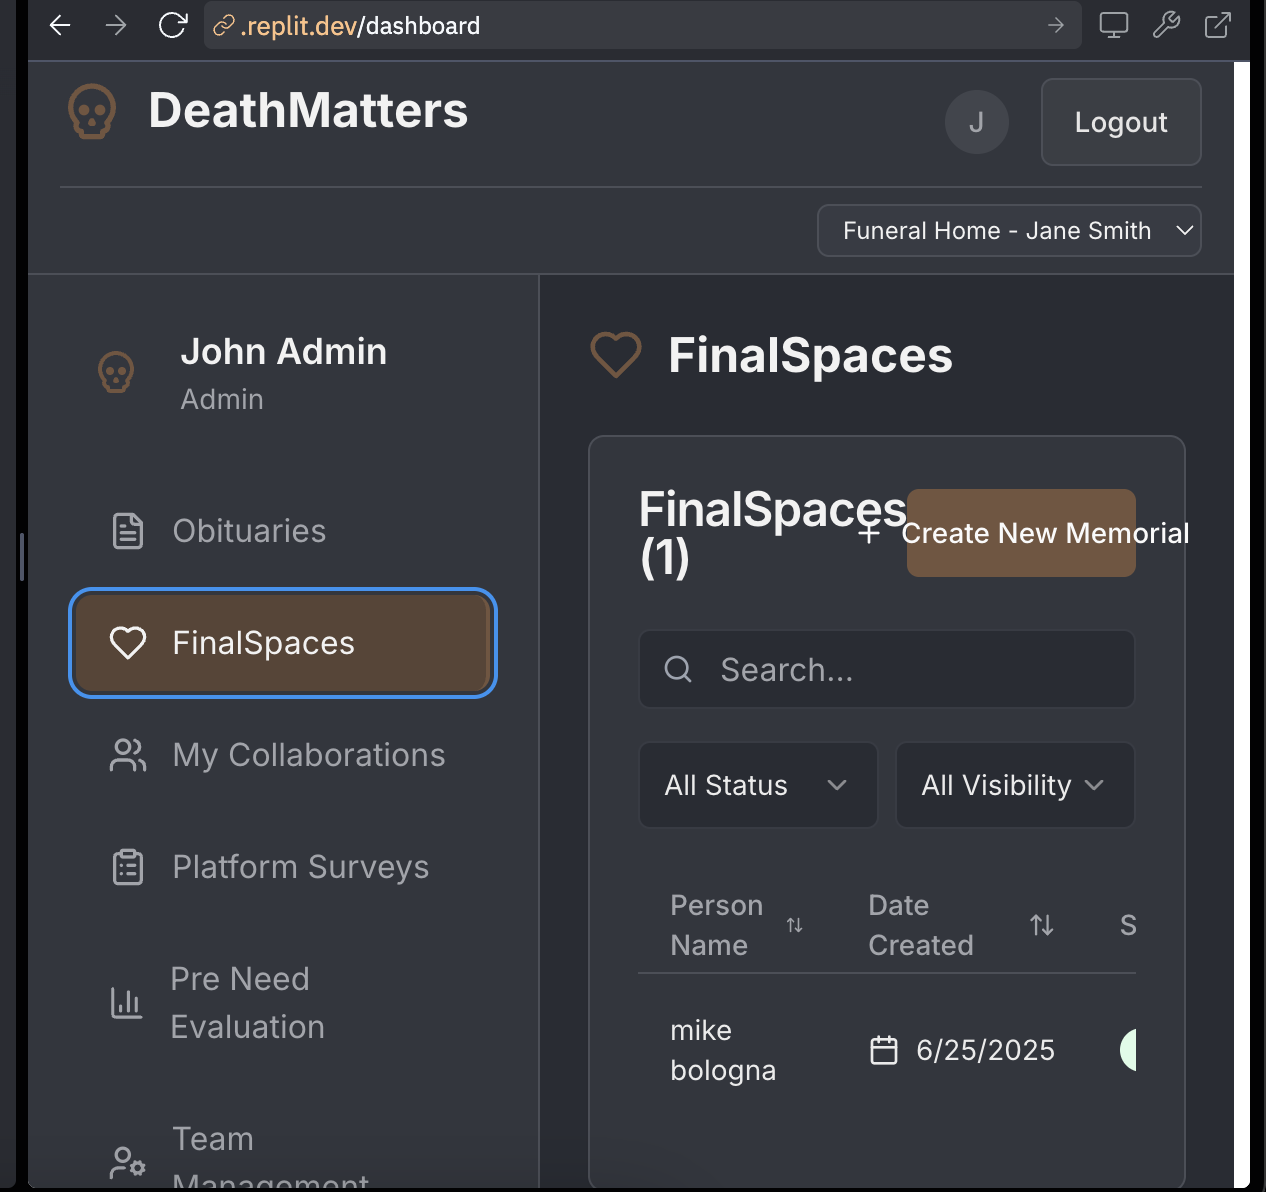 .replit.dev/dashboard
DeathMatters
J
Logout
Funeral Home - Jane Smith
John Admin
Admin
Obituaries
FinalSpaces
My Collaborations
Platform Surveys
Pre Need
Evaluation
Team
Management
FinalSpaces
FinalSpaces
(1)
+ Create New Memorial
Search...
All Status
All Visibility
Person
Name
Date
Created
S
mike
bologna
6/25/2025